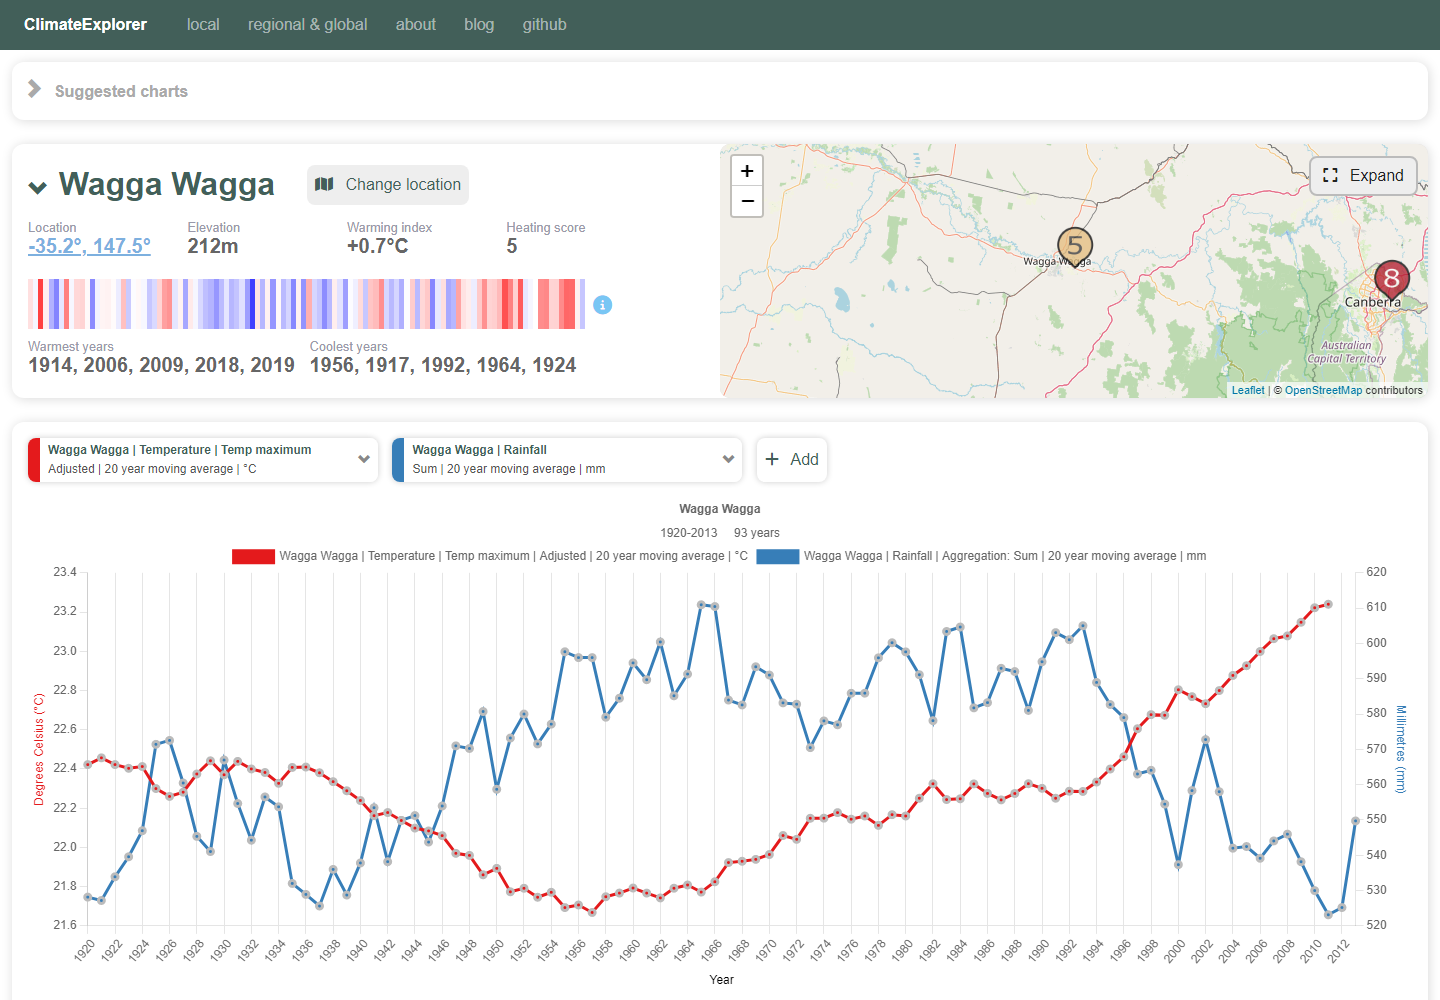 ClimateExplorer local regional & global about blog github
Suggested charts
Wagga Wagga Change location
Location Elevation Warming index Heating score
-35.2°, 147.5° 212m +0.7°C 5
Warmest years Coolest years
1914, 2006, 2009, 2018, 2019 1956, 1917, 1992, 1964, 1924
+
−
Expand
5
Wagga Wagga
8
Canberra
Australian
Capital Territory
Leaflet | © OpenStreetMap contributors
Wagga Wagga | Temperature | Temp maximum
Adjusted | 20 year moving average | °C
Wagga Wagga | Rainfall
Sum | 20 year moving average | mm
+ Add
Wagga Wagga
1920-2013 93 years
Wagga Wagga | Temperature | Temp maximum | Adjusted | 20 year moving average | °C
Wagga Wagga | Rainfall | Aggregation: Sum | 20 year moving average | mm
Degrees Celsius (°C)
23.4
23.2
23.0
22.8
22.6
22.4
22.2
22.0
21.8
21.6
620
610
600
590
580
570
560
550
540
530
520
Millimetres (mm)
1920 1922 1924 1926 1928 1930 1932 1934 1936 1938 1940 1942 1944 1946 1948 1950 1952 1954 1956 1958 1960 1962 1964 1966 1968 1970 1972 1974 1976 1978 1980 1982 1984 1986 1988 1990 1992 1994 1996 1998 2000 2002 2004 2006 2008 2010 2012
Year